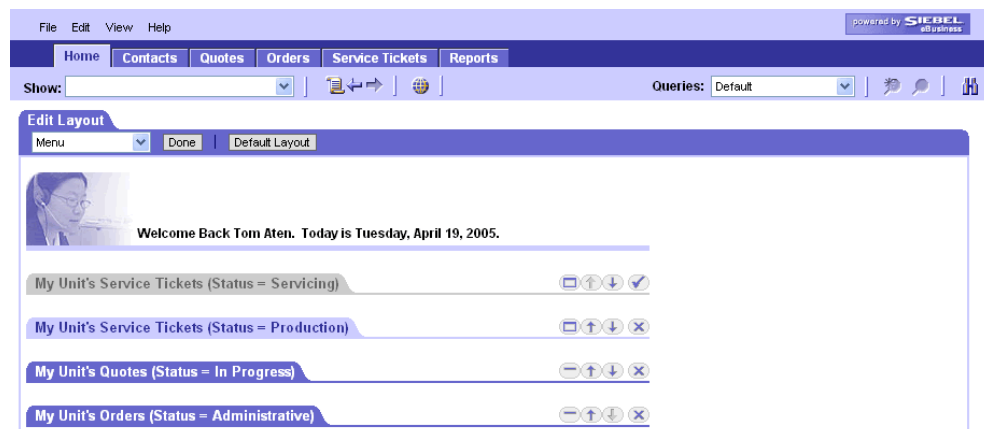 File Edit View Help
powered by SIEBEL eBusiness
Home Contacts Quotes Orders Service Tickets Reports
Show: Queries: Default
Edit Layout
Menu Done Default Layout
Welcome Back Tom Aten. Today is Tuesday, April 19, 2005.
My Unit's Service Tickets (Status = Servicing)
My Unit's Service Tickets (Status = Production)
My Unit's Quotes (Status = In Progress)
My Unit's Orders (Status = Administrative)